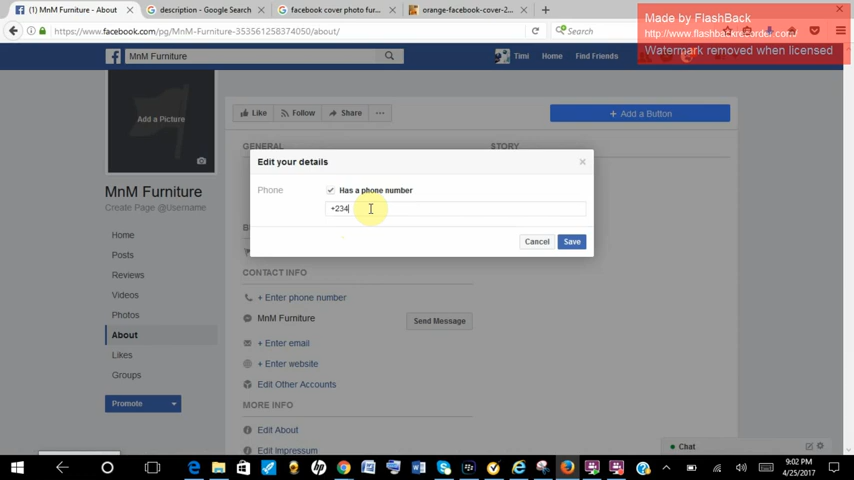 (1) MnM Furniture - About
description - Google Search
facebook cover photo fur...
orange-facebook-cover-2...
Made by FlashBack
http://www.flashbackrecorder.com/
Watermark removed when licensed
https://www.facebook.com/pg/MnM-Furniture-353561258374050/about/
Search
MnM Furniture
Timi
Home
Find Friends
Add a Picture
Like
Follow
Share
+ Add a Button
GENERAL
STORY
Edit your details
Phone
Has a phone number
+234
Cancel
Save
MnM Furniture
Create Page @Username
Home
Posts
Reviews
Videos
Photos
About
Likes
Groups
Promote
CONTACT INFO
+ Enter phone number
MnM Furniture
Send Message
+ Enter email
+ Enter website
Edit Other Accounts
MORE INFO
Edit About
Edit Impressum
Chat
9:02 PM
4/25/2017